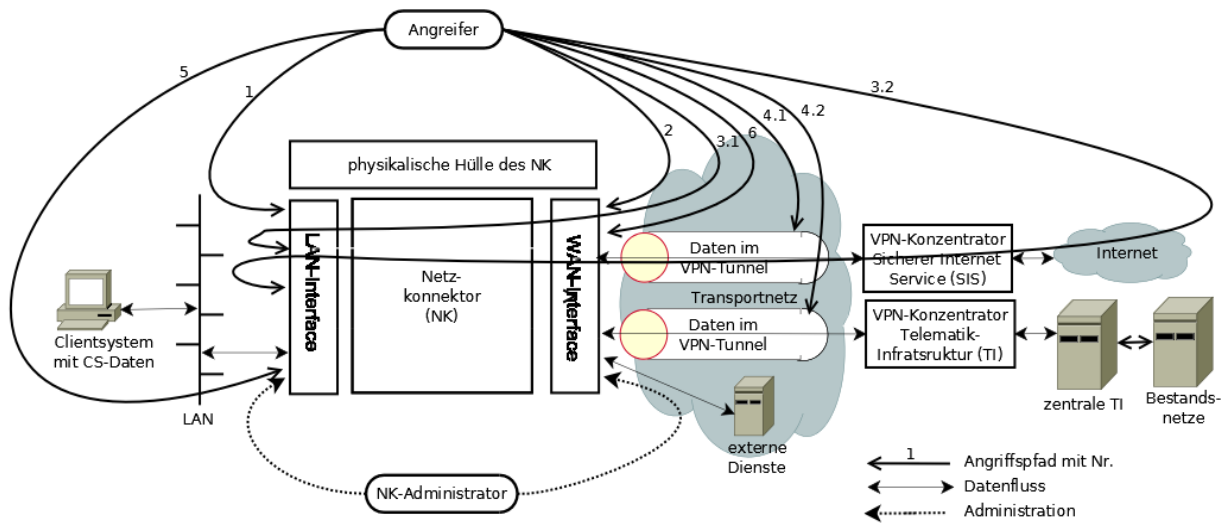 Angreifer
5
1
2
3.1
6
4.1
4.2
3.2
physikalische Hülle des NK
LAN-Interface
Netz-
konnektor
(NK)
WAN-Interface
Daten im
VPN-Tunnel
Transportnetz
Daten im
VPN-Tunnel
VPN-Konzentrator
Sicherer Internet
Service (SIS)
Internet
VPN-Konzentrator
Telematik-
Infratsruktur (TI)
Clientsystem
mit CS-Daten
LAN
zentrale TI
Bestands-
netze
externe
Dienste
NK-Administrator
1
Angriffspfad mit Nr.
Datenfluss
Administration